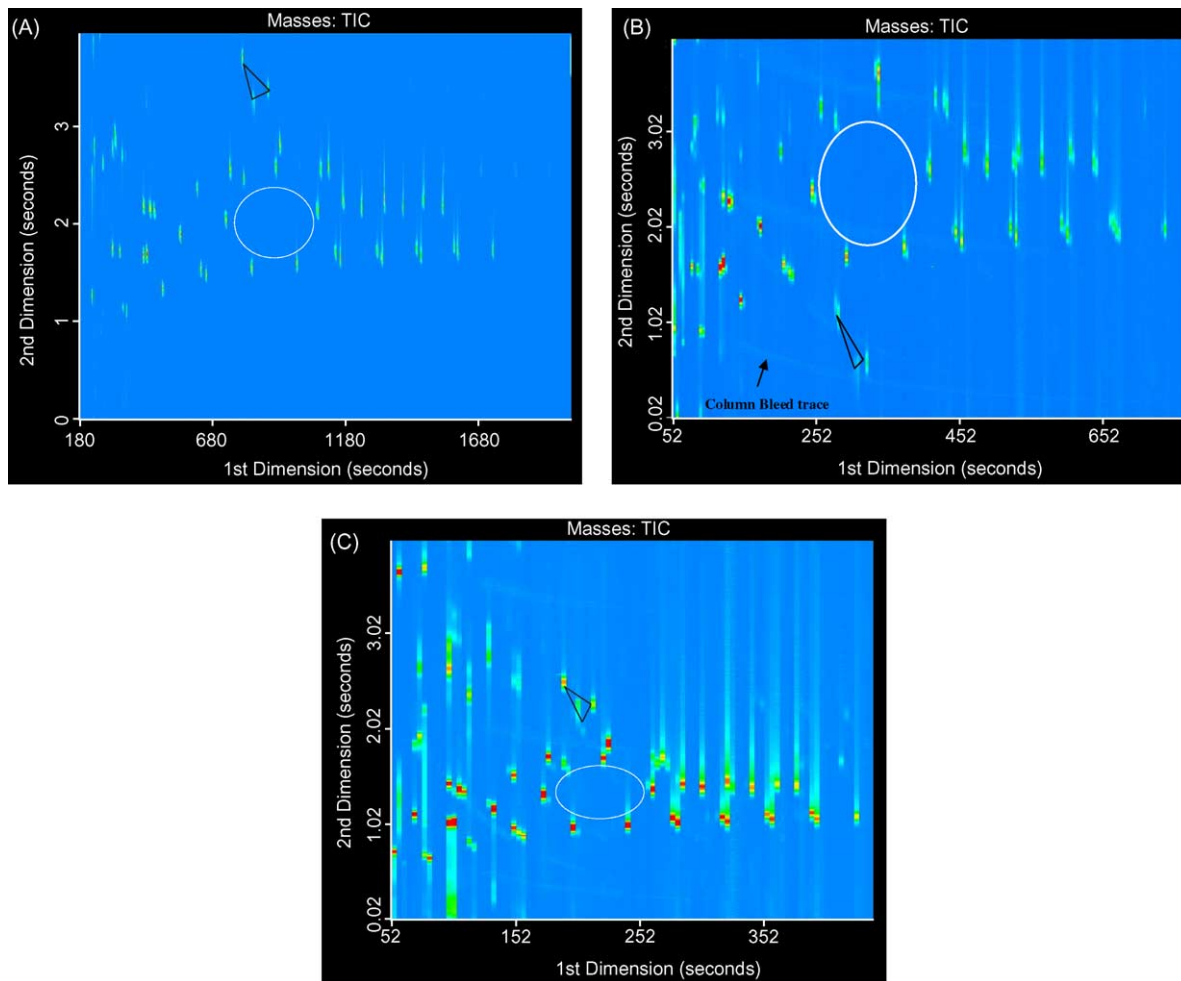 (A)
Masses: TIC
2nd Dimension (seconds)
3
2
1
0
180 680 1180 1680
1st Dimension (seconds)
(B)
Masses: TIC
2nd Dimension (seconds)
3.02
2.02
1.02
0.02
Column Bleed trace
52 252 452 652
1st Dimension (seconds)
(C)
Masses: TIC
2nd Dimension (seconds)
3.02
2.02
1.02
0.02
52 152 252 352
1st Dimension (seconds)